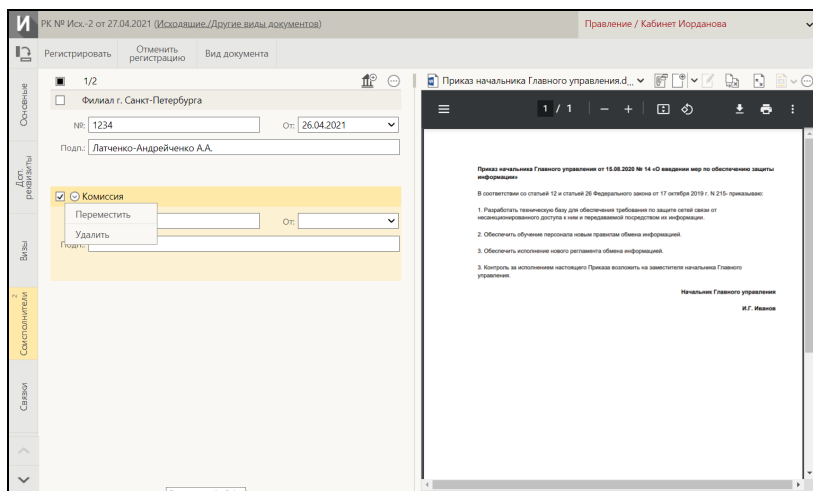 И РК № Исх.-2 от 27.04.2021 (Исходящие./Другие виды документов) Правление / Кабинет Иорданова
Регистрировать Отменить регистрацию Вид документа
Основные
Доп. реквизиты
Визы
2
Соисполнители
Связки
1/2
Филиал г. Санкт-Петербурга
№: 1234 От: 26.04.2021
Подп.: Латченко-Андрейченко А.А.
Комиссия
Переместить
От:
Удалить
Подп.:
Приказ начальника Главного управления.d...
1 / 1
Приказ начальника Главного управления от 15.08.2020 № 14 «О введении мер по обеспечению защиты
информации»
В соответствии со статьей 12 и статьей 26 Федерального закона от 17 октября 2019 г. N 215- приказываю:
1. Разработать техническую базу для обеспечения требования по защите сетей связи от
несанкционированного доступа к ним и передаваемой посредством их информации.
2. Обеспечить обучение персонала новым правилам обмена информацией.
3. Обеспечить исполнение нового регламента обмена информацией.
3. Контроль за исполнением настоящего Приказа возложить на заместителя начальника Главного
управления.
Начальник Главного управления
И.Г. Иванов